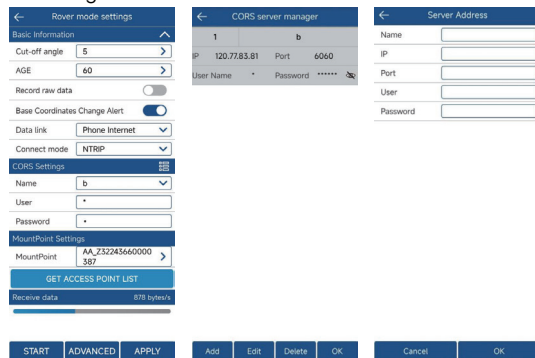 Rover mode settings
Basic Information
Cut-off angle 5
AGE 60
Record raw data
Base Coordinates Change Alert
Data link Phone Internet
Connect mode NTRIP
CORS Settings
Name b
User *
Password •
MountPoint Settings
MountPoint AA_Z32243660000
387
GET ACCESS POINT LIST
Receive data 878 bytes/s
START ADVANCED APPLY
CORS server manager
1 b
IP 120.77.83.81 Port 6060
User Name * Password ******
Add Edit Delete OK
Server Address
Name
IP
Port
User
Password
Cancel OK